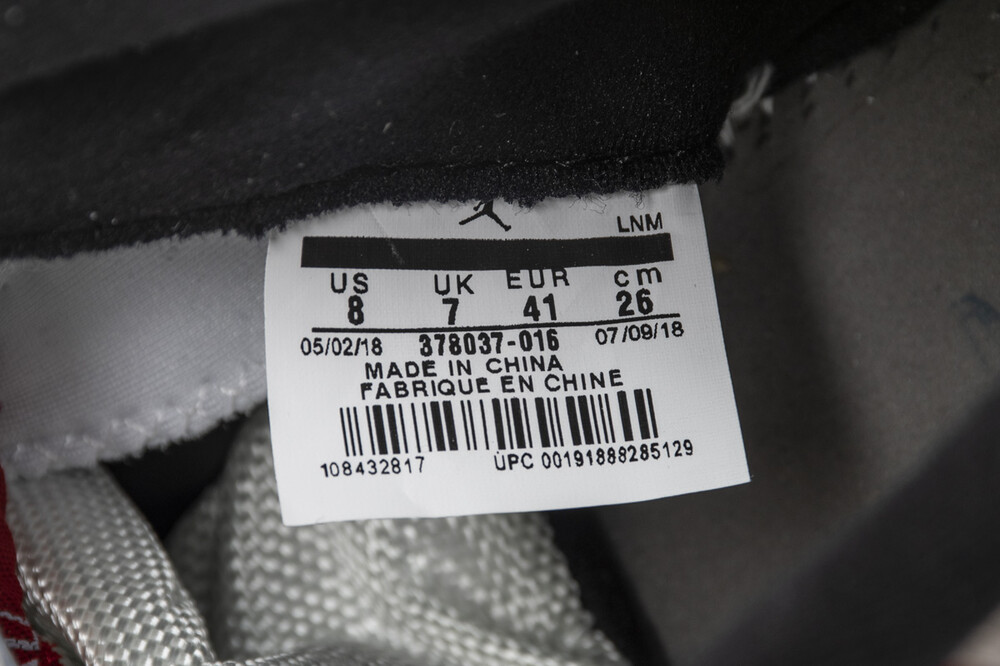 LNM
US UK EUR cm
8 7 41 26
05/02/18 378037-016 07/09/18
MADE IN CHINA
FABRIQUE EN CHINE
108432817 UPC 00191888285129